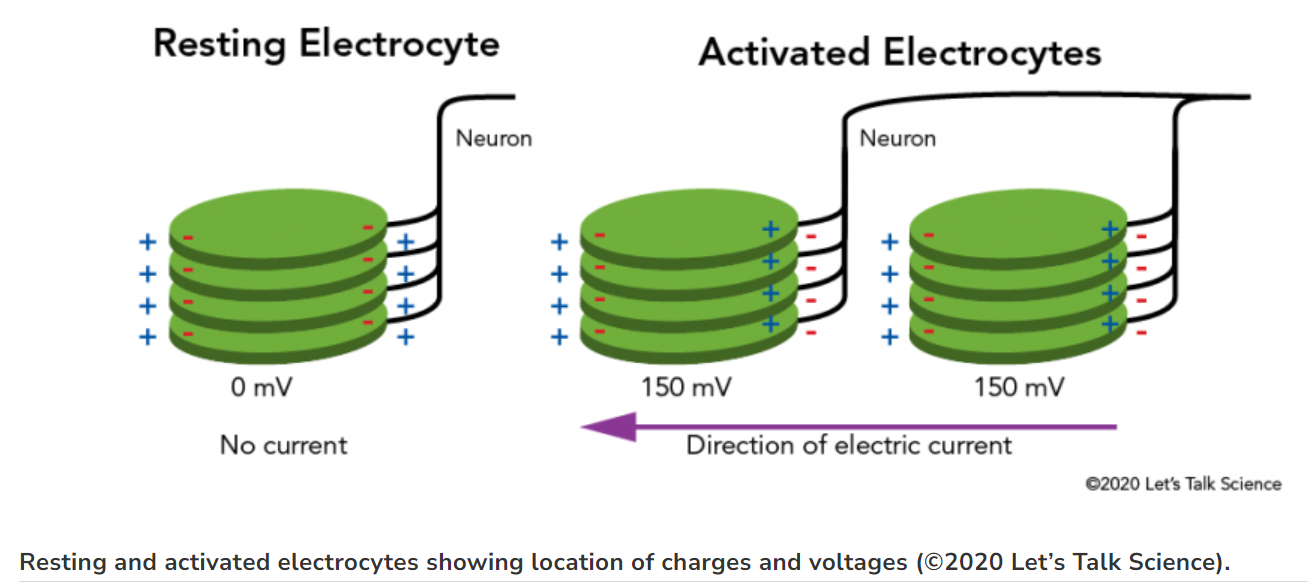 Resting Electrocyte
Activated Electrocytes
Neuron
Neuron
- -
+ +
- -
+ +
- -
+ +
- -
+ +
- +
+ -
- +
+ -
- +
+ -
- +
+ -
- +
+ -
- +
+ -
- +
+ -
- +
+ -
0 mV
150 mV
150 mV
No current
Direction of electric current
©2020 Let's Talk Science
Resting and activated electrocytes showing location of charges and voltages (©2020 Let’s Talk Science).